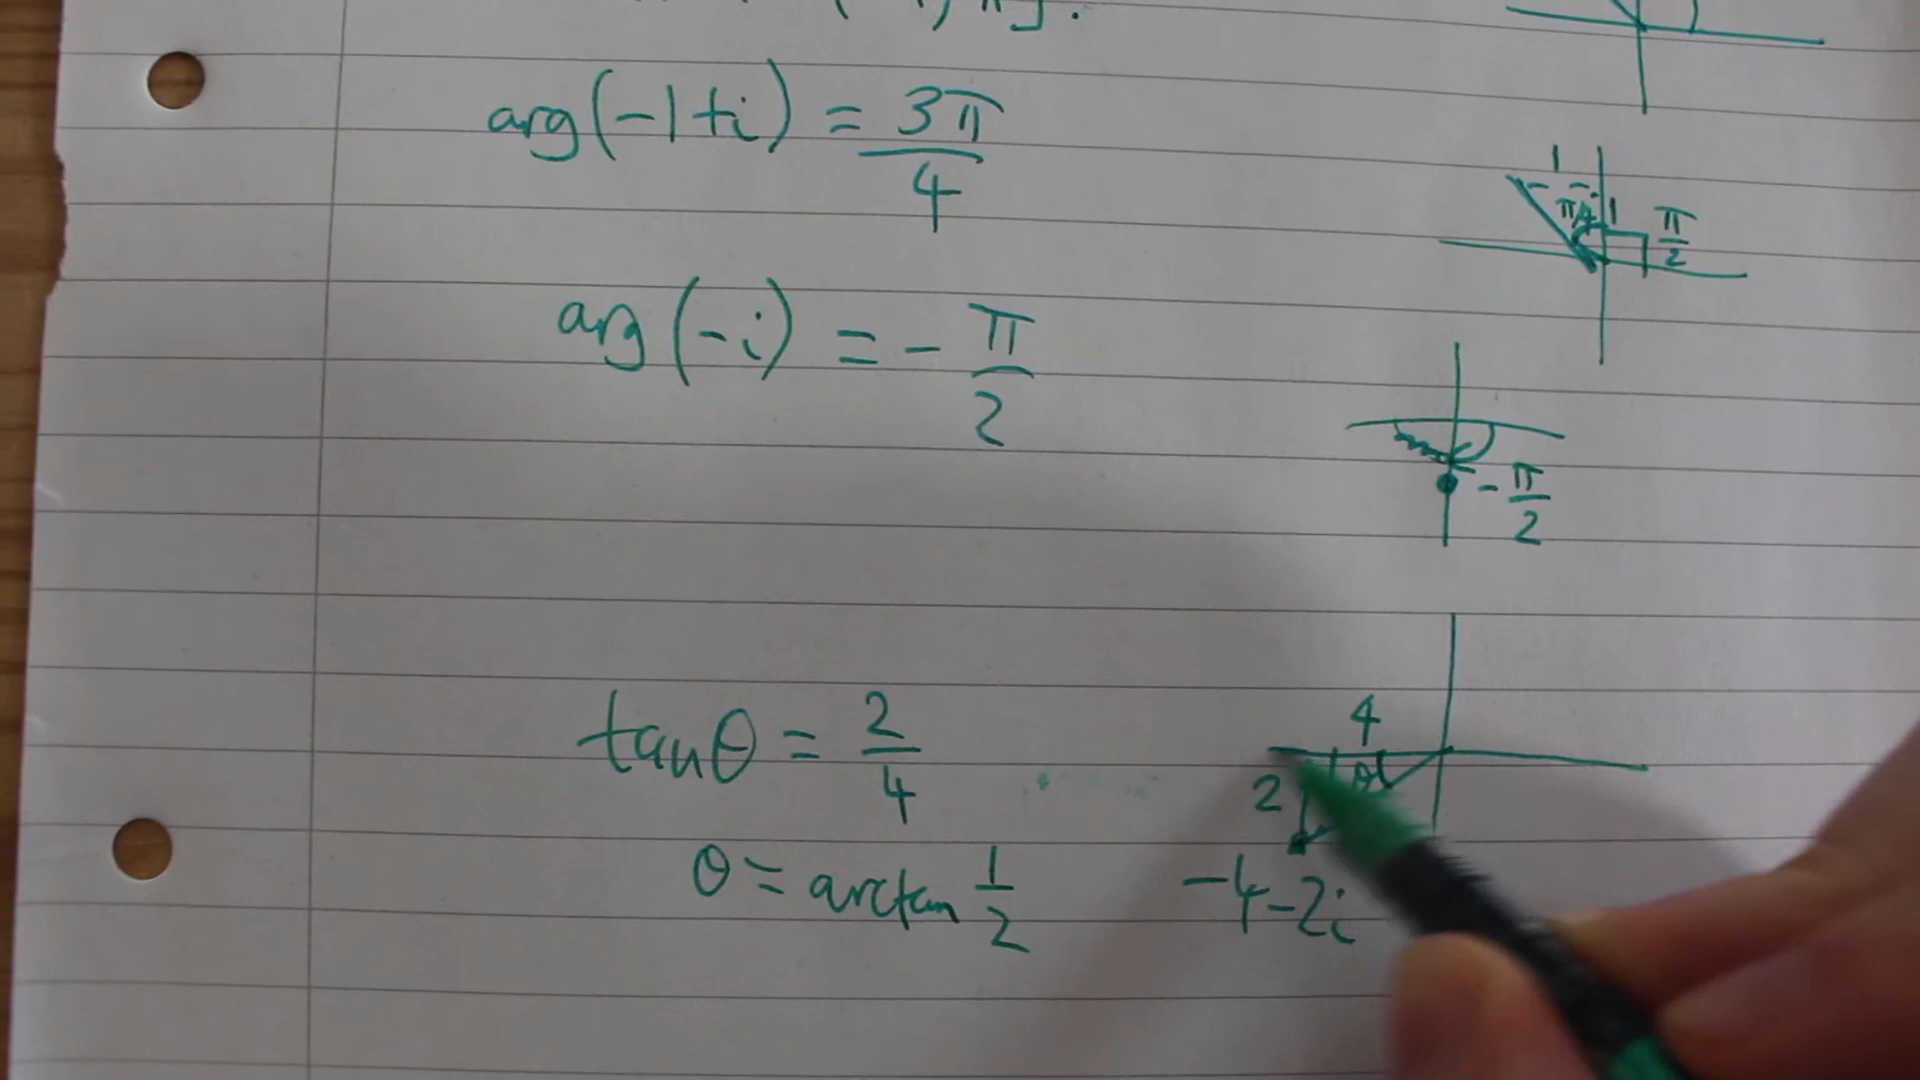 π].
arg(-1+i) = 3π/4
1
π/4 1 π/2
arg(-i) = -π/2
-π/2
tanθ = 2/4
4
2 θ
θ = arctan 1/2
-4-2i